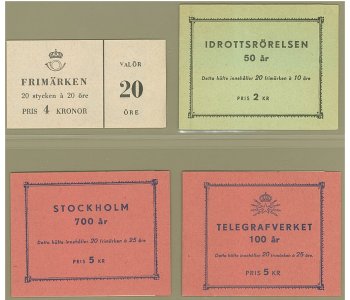 FRIMÄRKEN
20 stycken à 20 öre
PRIS 4 KRONOR
VALÖR
20
ÖRE
IDROTTSRÖRELSEN
50 år
Detta häfte innehåller 20 frimärken à 10 öre
PRIS 2 KR
STOCKHOLM
700 år
Detta häfte innehåller 20 frimärken à 25 öre
PRIS 5 KR
TELEGRAFVERKET
100 år
Detta häfte innehåller 20 frimärken à 25 öre.
PRIS 5 KR